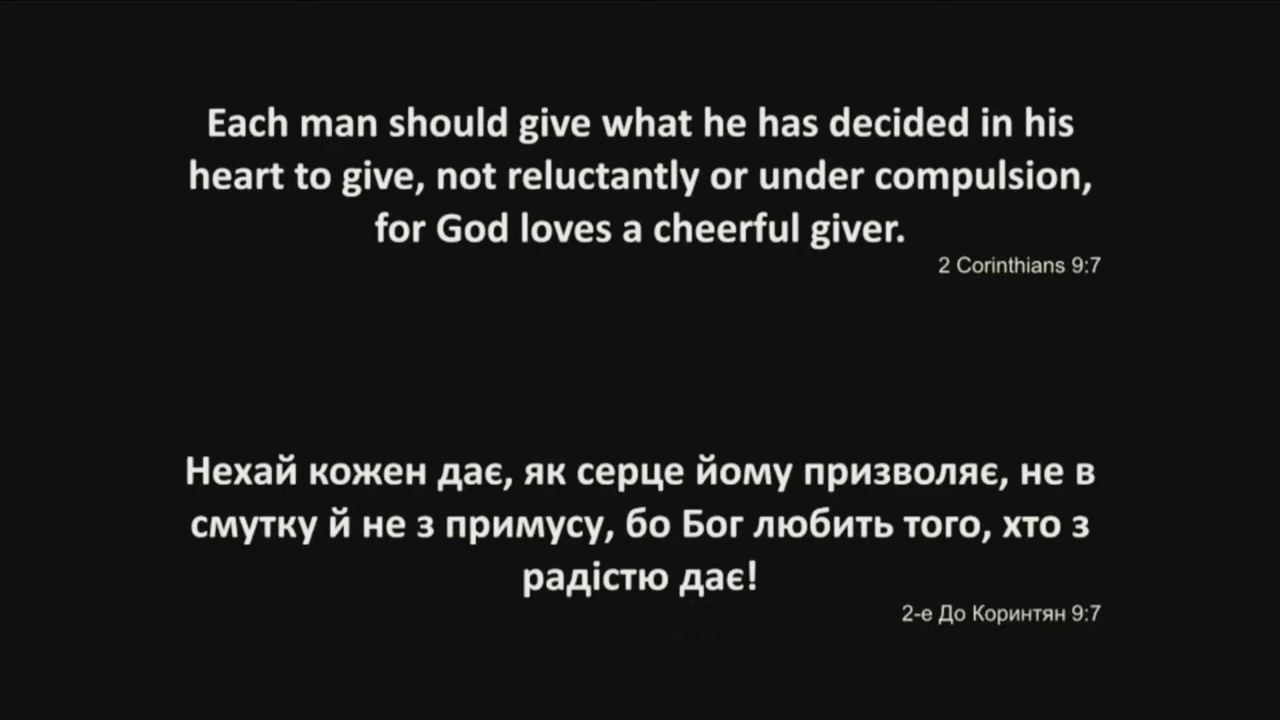 Each man should give what he has decided in his
heart to give, not reluctantly or under compulsion,
for God loves a cheerful giver.
2 Corinthians 9:7
Нехай кожен дає, як серце йому призволяє, не в
смутку й не з примусу, бо Бог любить того, хто з
радістю дає!
2-е До Коринтян 9:7